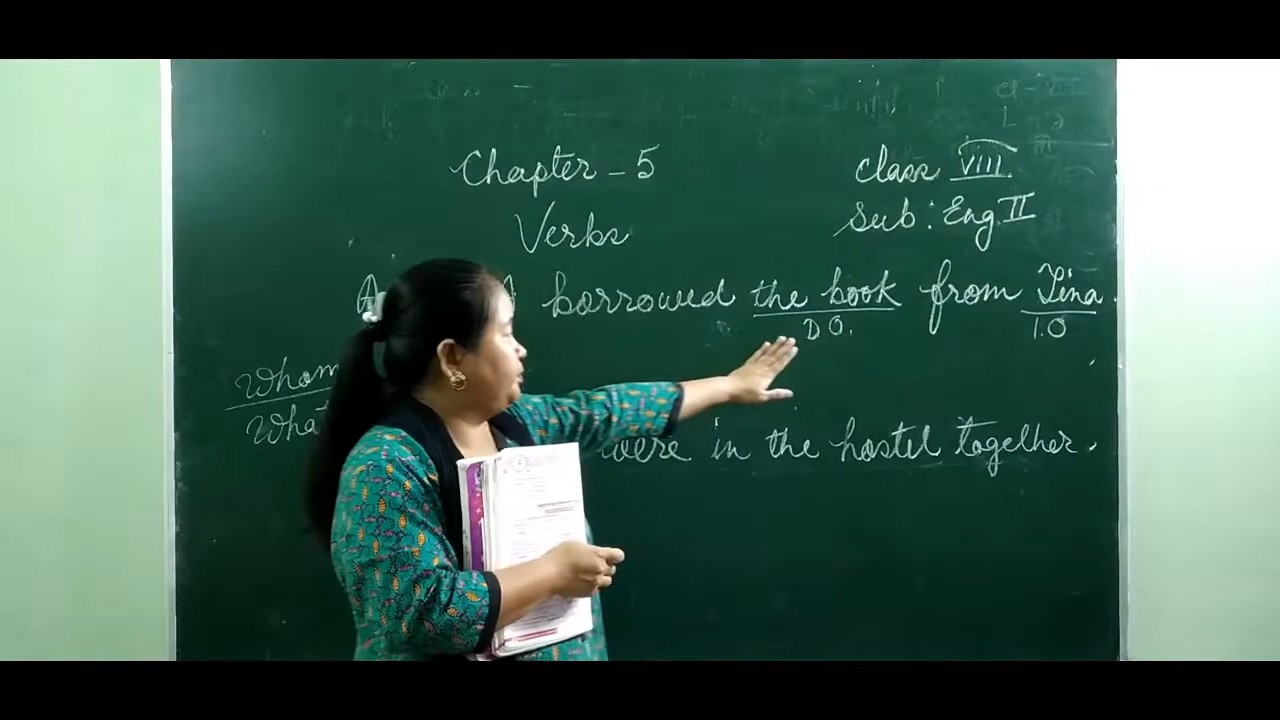 Chapter - 5
Class VIII
Verbs
Sub : Eng II
borrowed the book from Tina.
D O.
I.O
Whom
What
were in the hostel together.